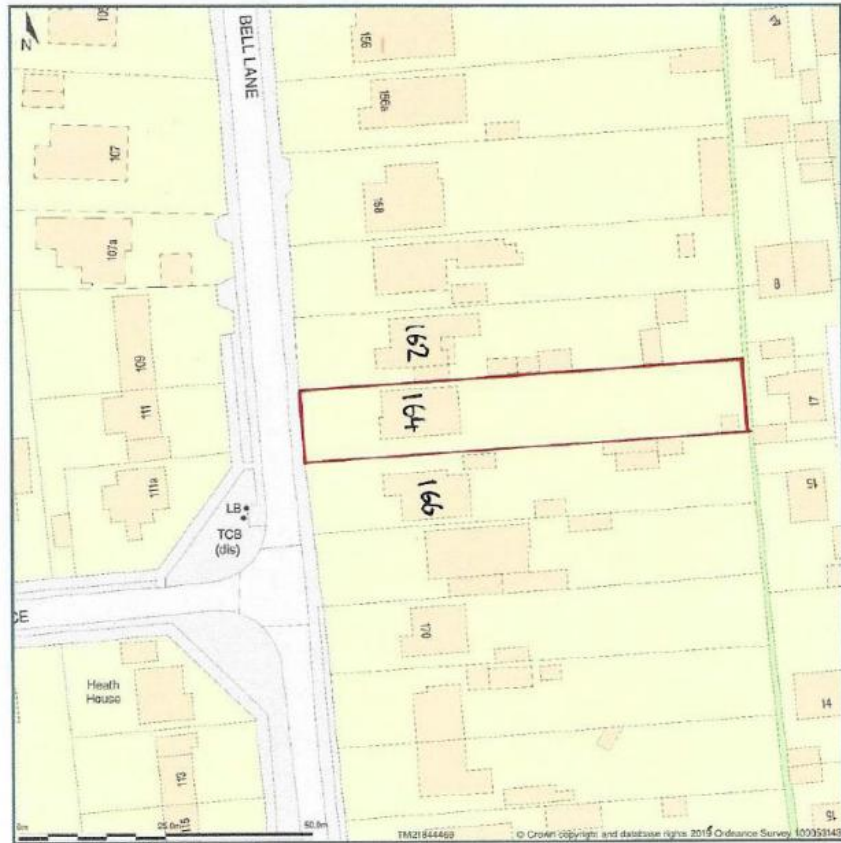 N
BELL LANE
156
156a
107
158
107a
8
109
162
111
164
17
111a
166
15
LB
TCB
(dis)
170
Heath
House
14
113
115
15
0m
25.0m
50.0m
TM21844469
© Crown copyright and database rights 2019 Ordnance Survey 100053143